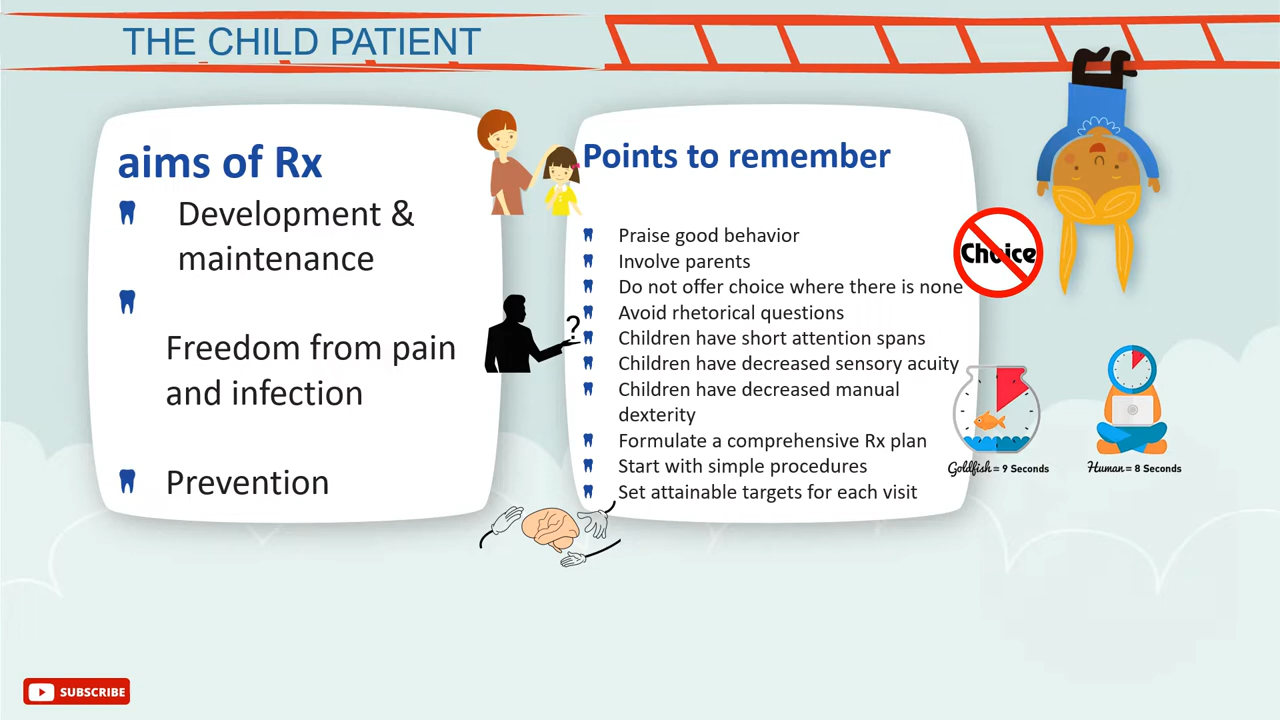 THE CHILD PATIENT
aims of Rx
Development &
maintenance
Freedom from pain
and infection
Prevention
Points to remember
Praise good behavior
Involve parents
Do not offer choice where there is none
Avoid rhetorical questions
Children have short attention spans
Children have decreased sensory acuity
Children have decreased manual
dexterity
Formulate a comprehensive Rx plan
Start with simple procedures
Set attainable targets for each visit
?
Choice
Goldfish = 9 Seconds
Human = 8 Seconds
SUBSCRIBE